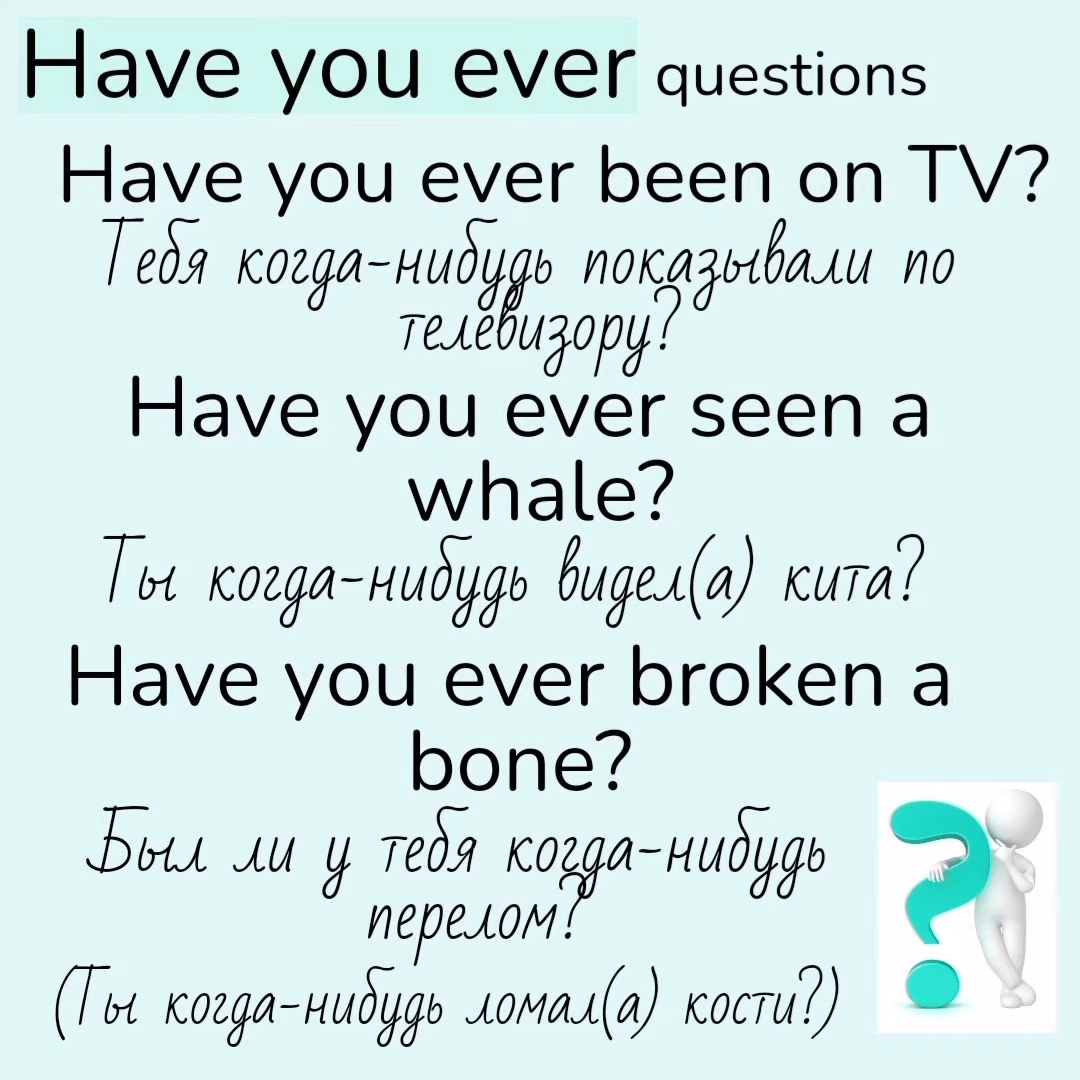 Have you ever questions
Have you ever been on TV?
Тебя когда-нибудь показывали по
телевизору?
Have you ever seen a
whale?
Ты когда-нибудь видел(а) кита?
Have you ever broken a
bone?
Был ли у тебя когда-нибудь
перелом?
(Ты когда-нибудь ломал(а) кости?)